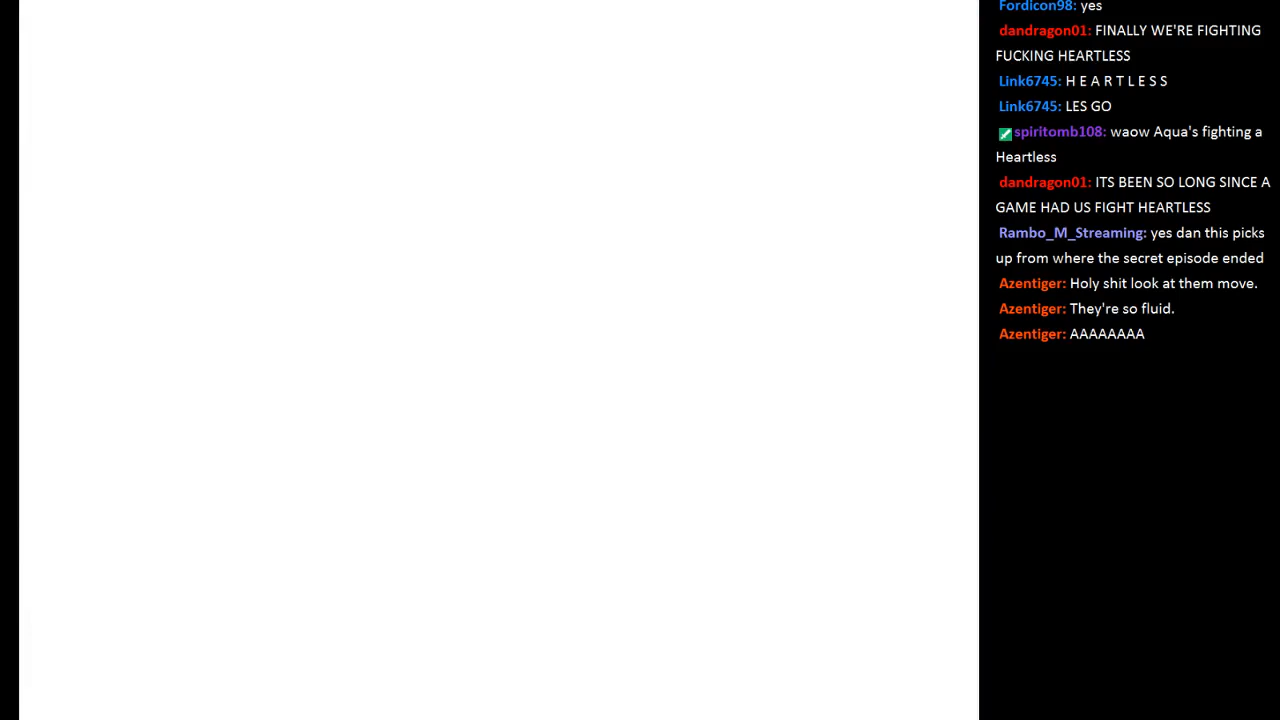 Fordicon98: yes
dandragon01: FINALLY WE'RE FIGHTING
FUCKING HEARTLESS
Link6745: H E A R T L E S S
Link6745: LES GO
spiritomb108: waow Aqua's fighting a
Heartless
dandragon01: ITS BEEN SO LONG SINCE A
GAME HAD US FIGHT HEARTLESS
Rambo_M_Streaming: yes dan this picks
up from where the secret episode ended
Azentiger: Holy shit look at them move.
Azentiger: They're so fluid.
Azentiger: AAAAAAAA